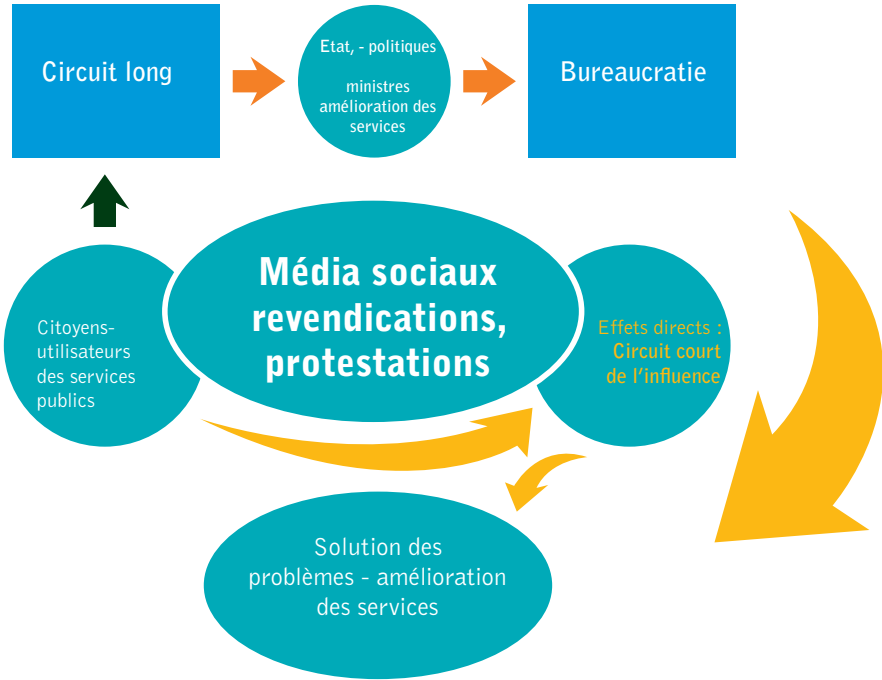 Circuit long
Etat, - politiques
ministres
amélioration des
services
Bureaucratie
Média sociaux
revendications,
protestations
Citoyens-
utilisateurs
des services
publics
Effets directs :
Circuit court
de l’influence
Solution des
problèmes - amélioration
des services